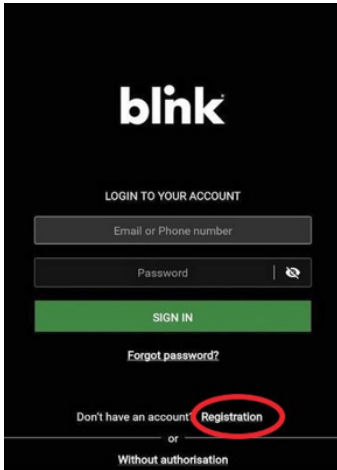 blink
LOGIN TO YOUR ACCOUNT
Email or Phone number
Password
SIGN IN
Forgot password?
Don't have an account? Registration
or
Without authorisation